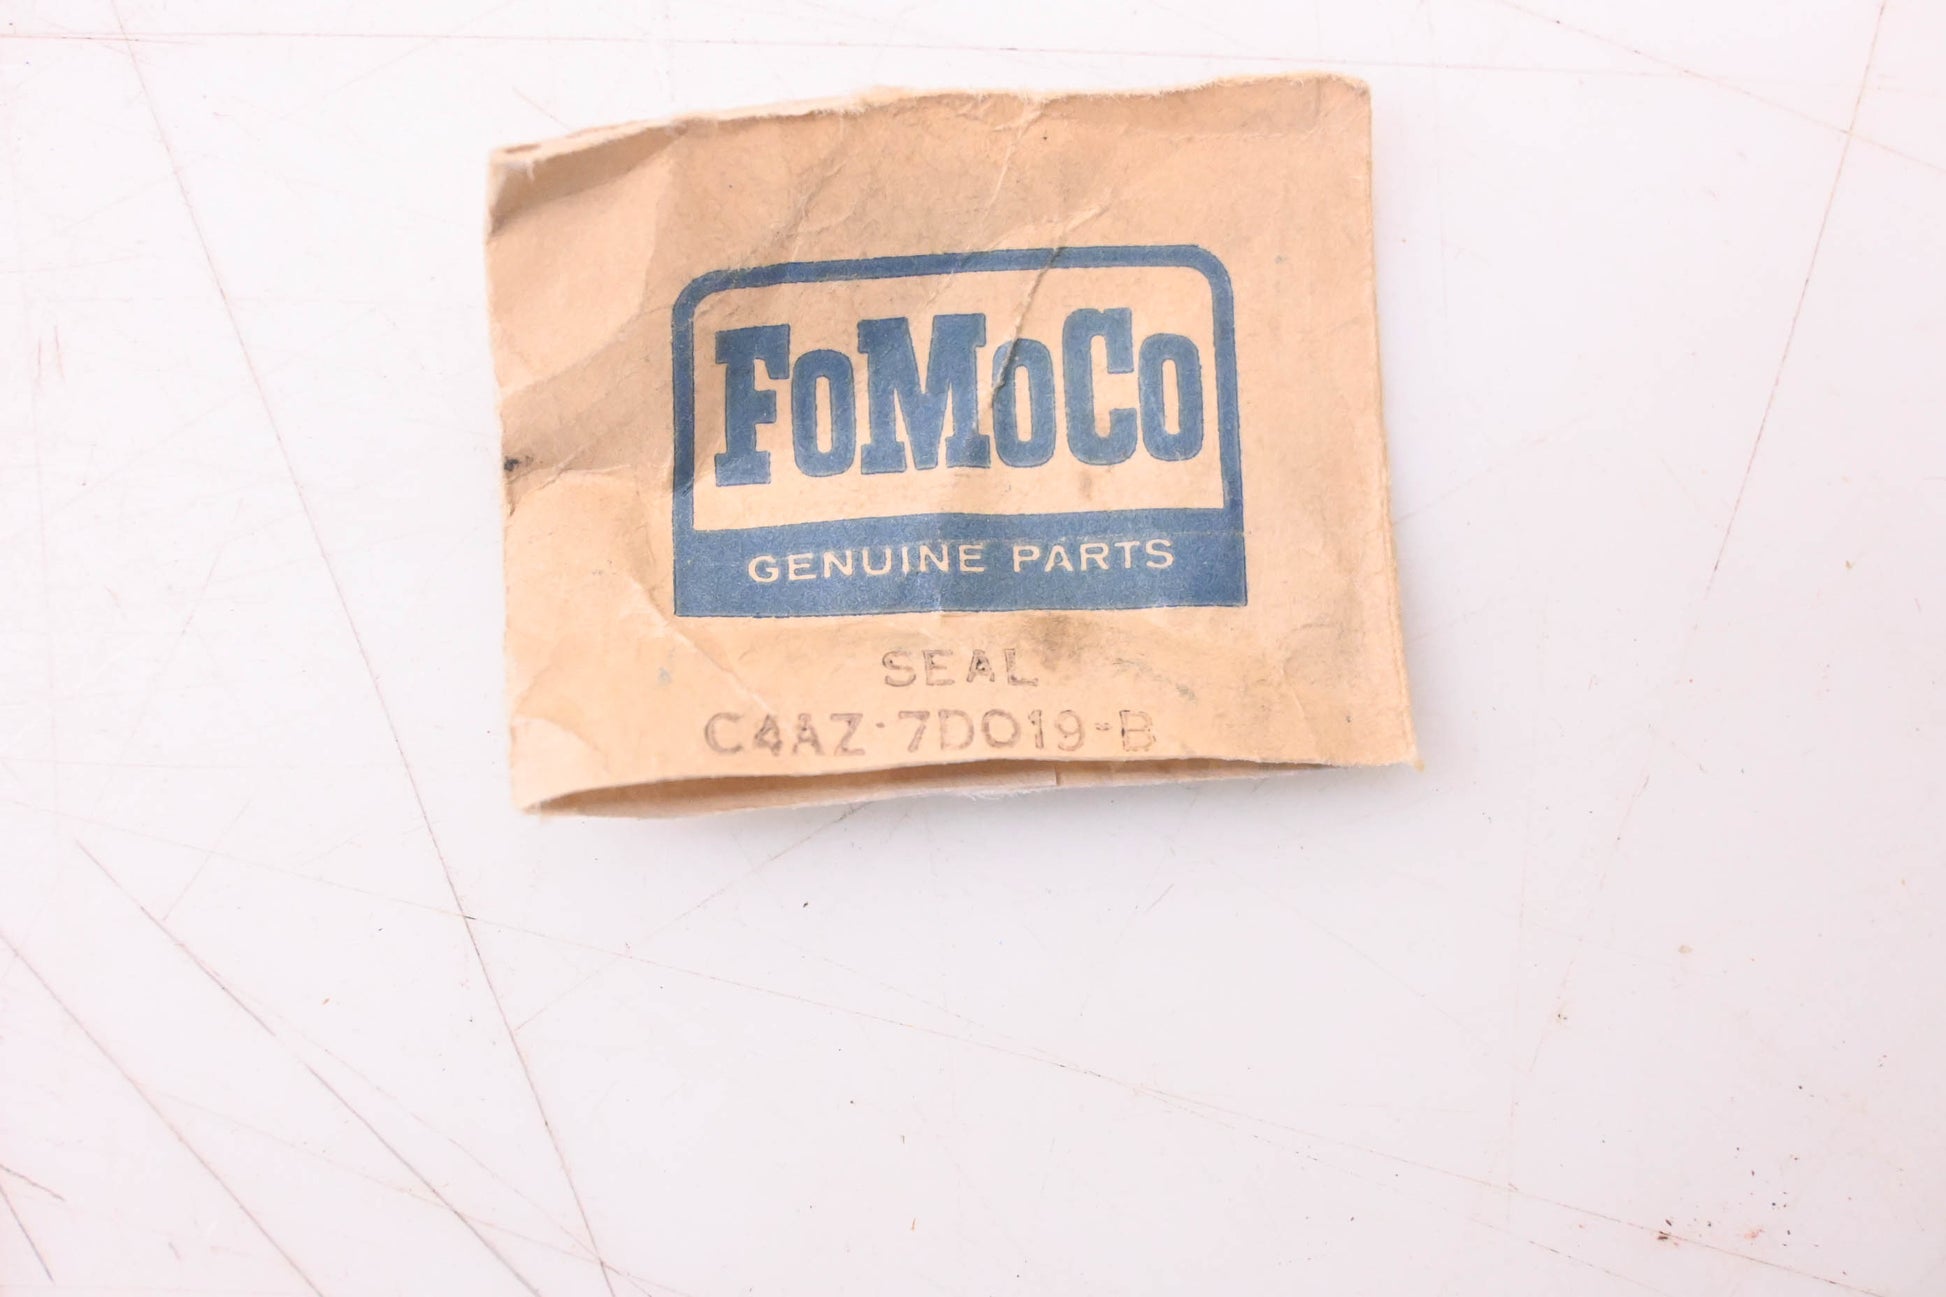 FoMoCo
GENUINE PARTS
SEAL
C4AZ-7D019-B